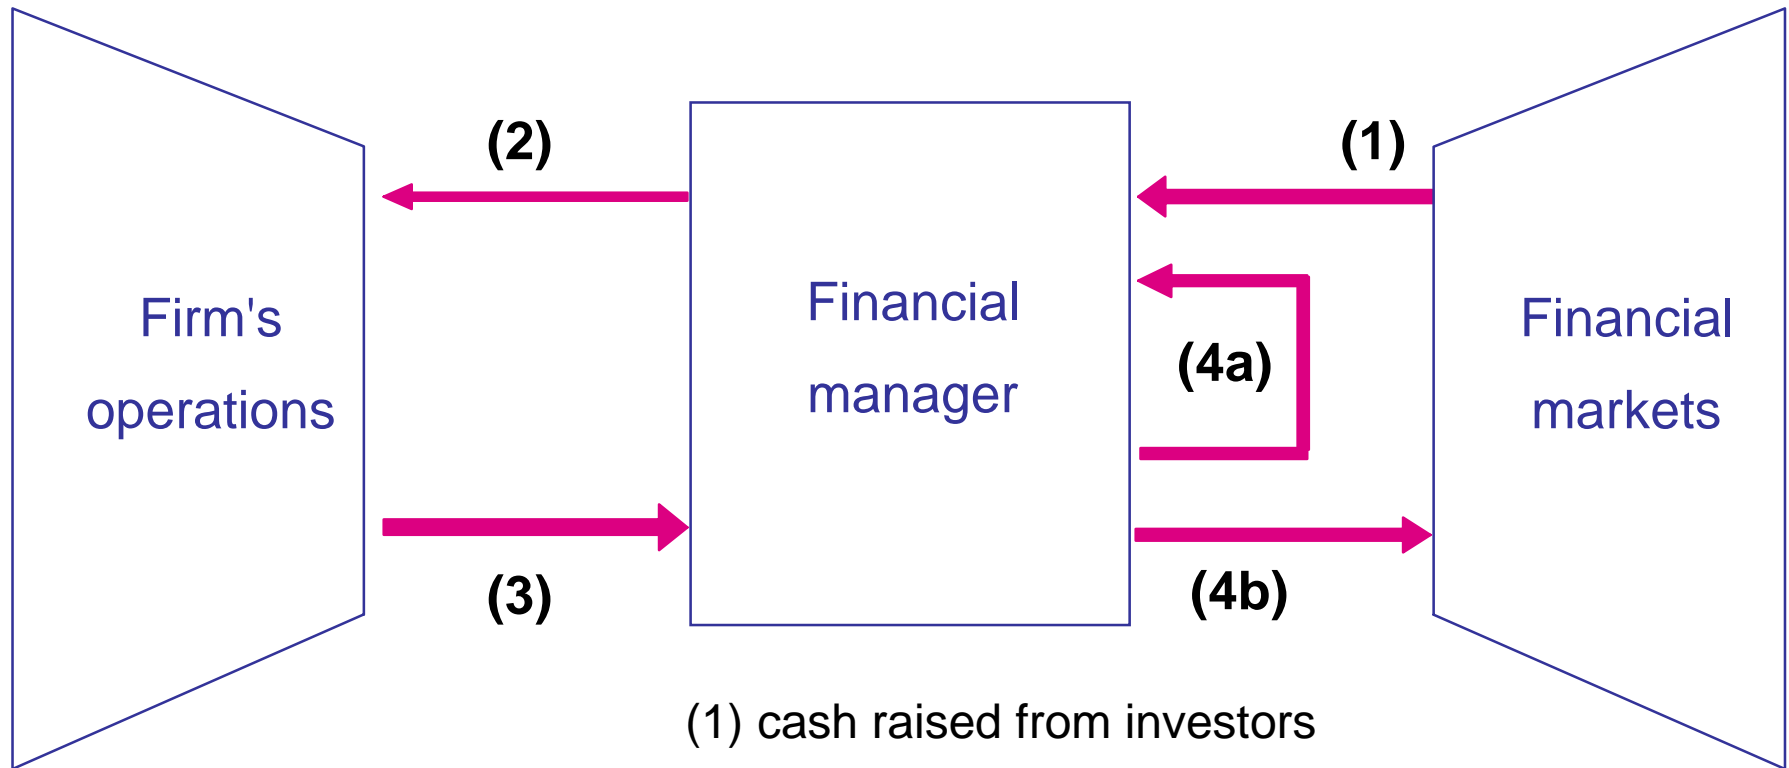 (2)
(1)
Firm's
operations
Financial
manager
(4a)
Financial
markets
(3)
(4b)
(1) cash raised from investors